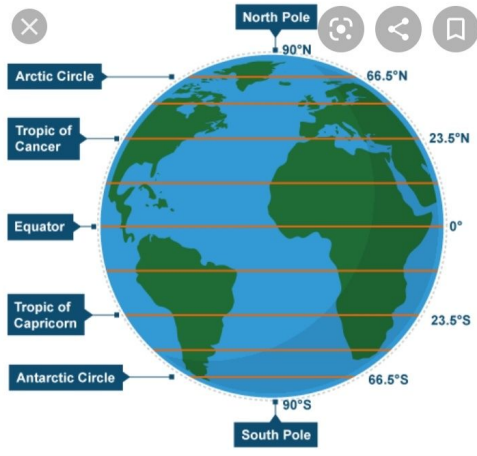 North Pole
90°N
Arctic Circle
66.5°N
Tropic of
Cancer
23.5°N
Equator
0°
Tropic of
Capricorn
23.5°S
Antarctic Circle
66.5°S
90°S
South Pole